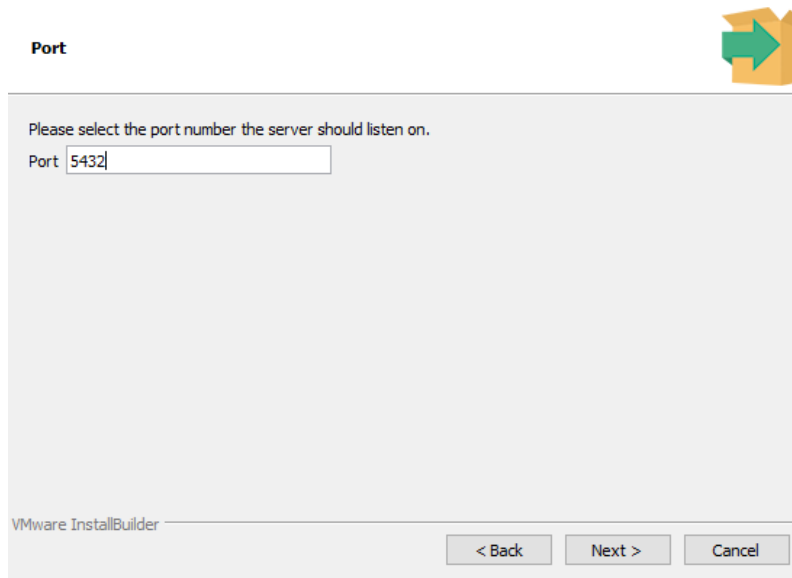 Port
Please select the port number the server should listen on.
Port 5432
VMware InstallBuilder
< Back Next > Cancel